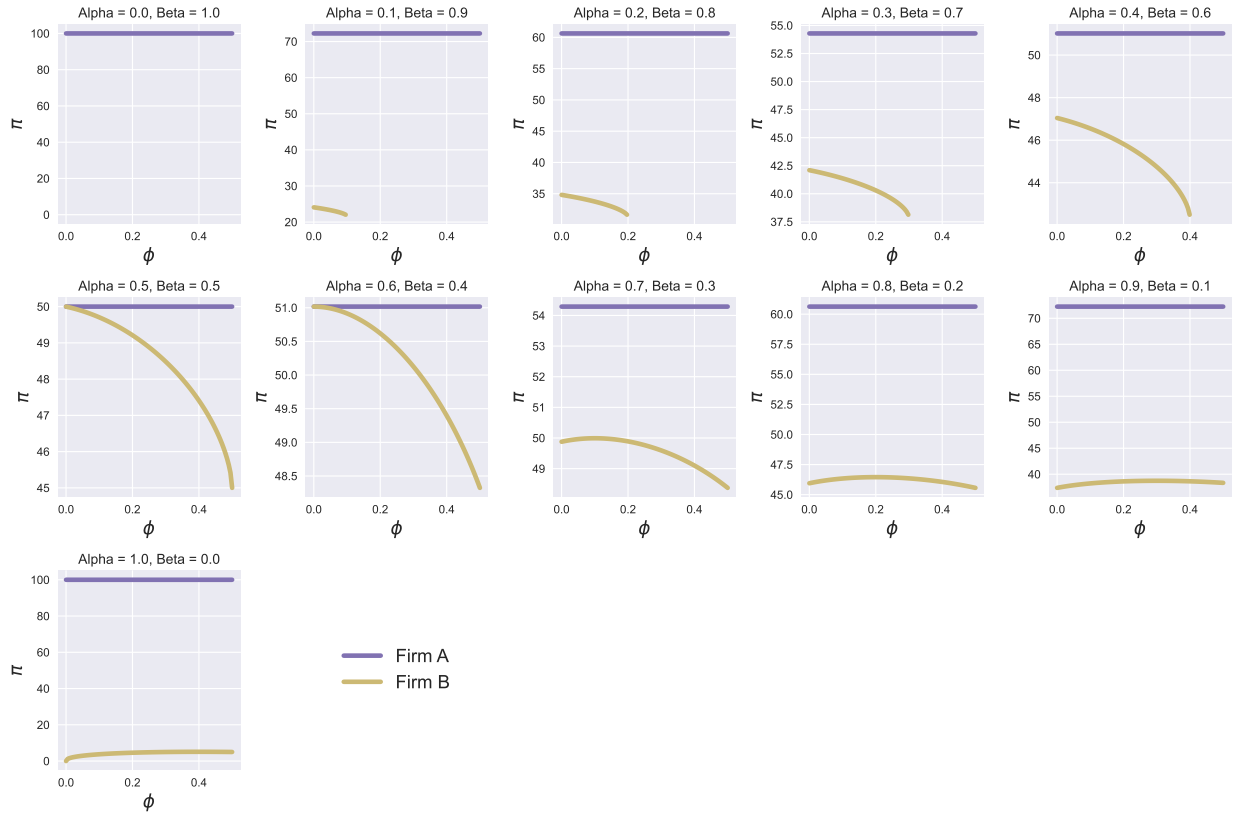 Alpha = 0.0, Beta = 1.0
100
80
60
40
20
0
π
0.0 0.2 0.4
ϕ
Alpha = 0.1, Beta = 0.9
70
60
50
40
30
20
π
0.0 0.2 0.4
ϕ
Alpha = 0.2, Beta = 0.8
60
55
50
45
40
35
π
0.0 0.2 0.4
ϕ
Alpha = 0.3, Beta = 0.7
55.0
52.5
50.0
47.5
45.0
42.5
40.0
37.5
π
0.0 0.2 0.4
ϕ
Alpha = 0.4, Beta = 0.6
50
48
46
44
π
0.0 0.2 0.4
ϕ
Alpha = 0.5, Beta = 0.5
50
49
48
47
46
45
π
0.0 0.2 0.4
ϕ
Alpha = 0.6, Beta = 0.4
51.0
50.5
50.0
49.5
49.0
48.5
π
0.0 0.2 0.4
ϕ
Alpha = 0.7, Beta = 0.3
54
53
52
51
50
49
π
0.0 0.2 0.4
ϕ
Alpha = 0.8, Beta = 0.2
60.0
57.5
55.0
52.5
50.0
47.5
45.0
π
0.0 0.2 0.4
ϕ
Alpha = 0.9, Beta = 0.1
70
65
60
55
50
45
40
π
0.0 0.2 0.4
ϕ
Alpha = 1.0, Beta = 0.0
100
80
60
40
20
0
π
0.0 0.2 0.4
ϕ
Firm A
Firm B